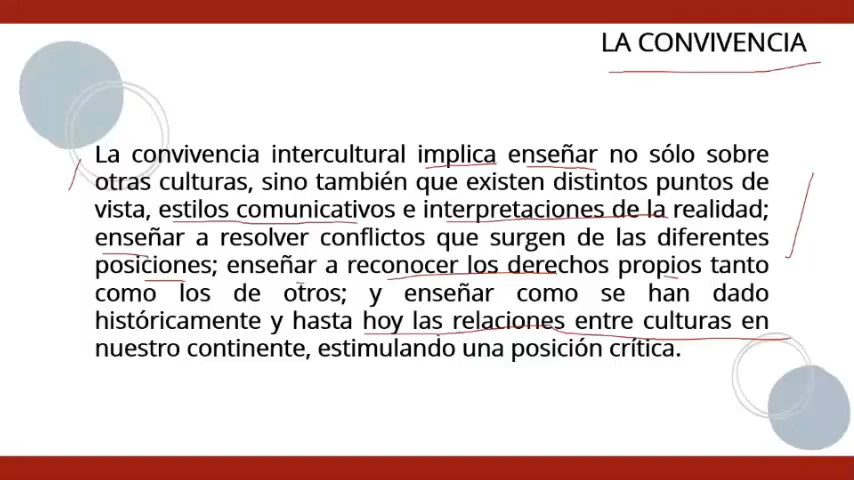 LA CONVIVENCIA
La convivencia intercultural implica enseñar no sólo sobre
otras culturas, sino también que existen distintos puntos de
vista, estilos comunicativos e interpretaciones de la realidad;
enseñar a resolver conflictos que surgen de las diferentes
posiciones; enseñar a reconocer los derechos propios tanto
como los de otros; y enseñar como se han dado
históricamente y hasta hoy las relaciones entre culturas en
nuestro continente, estimulando una posición crítica.